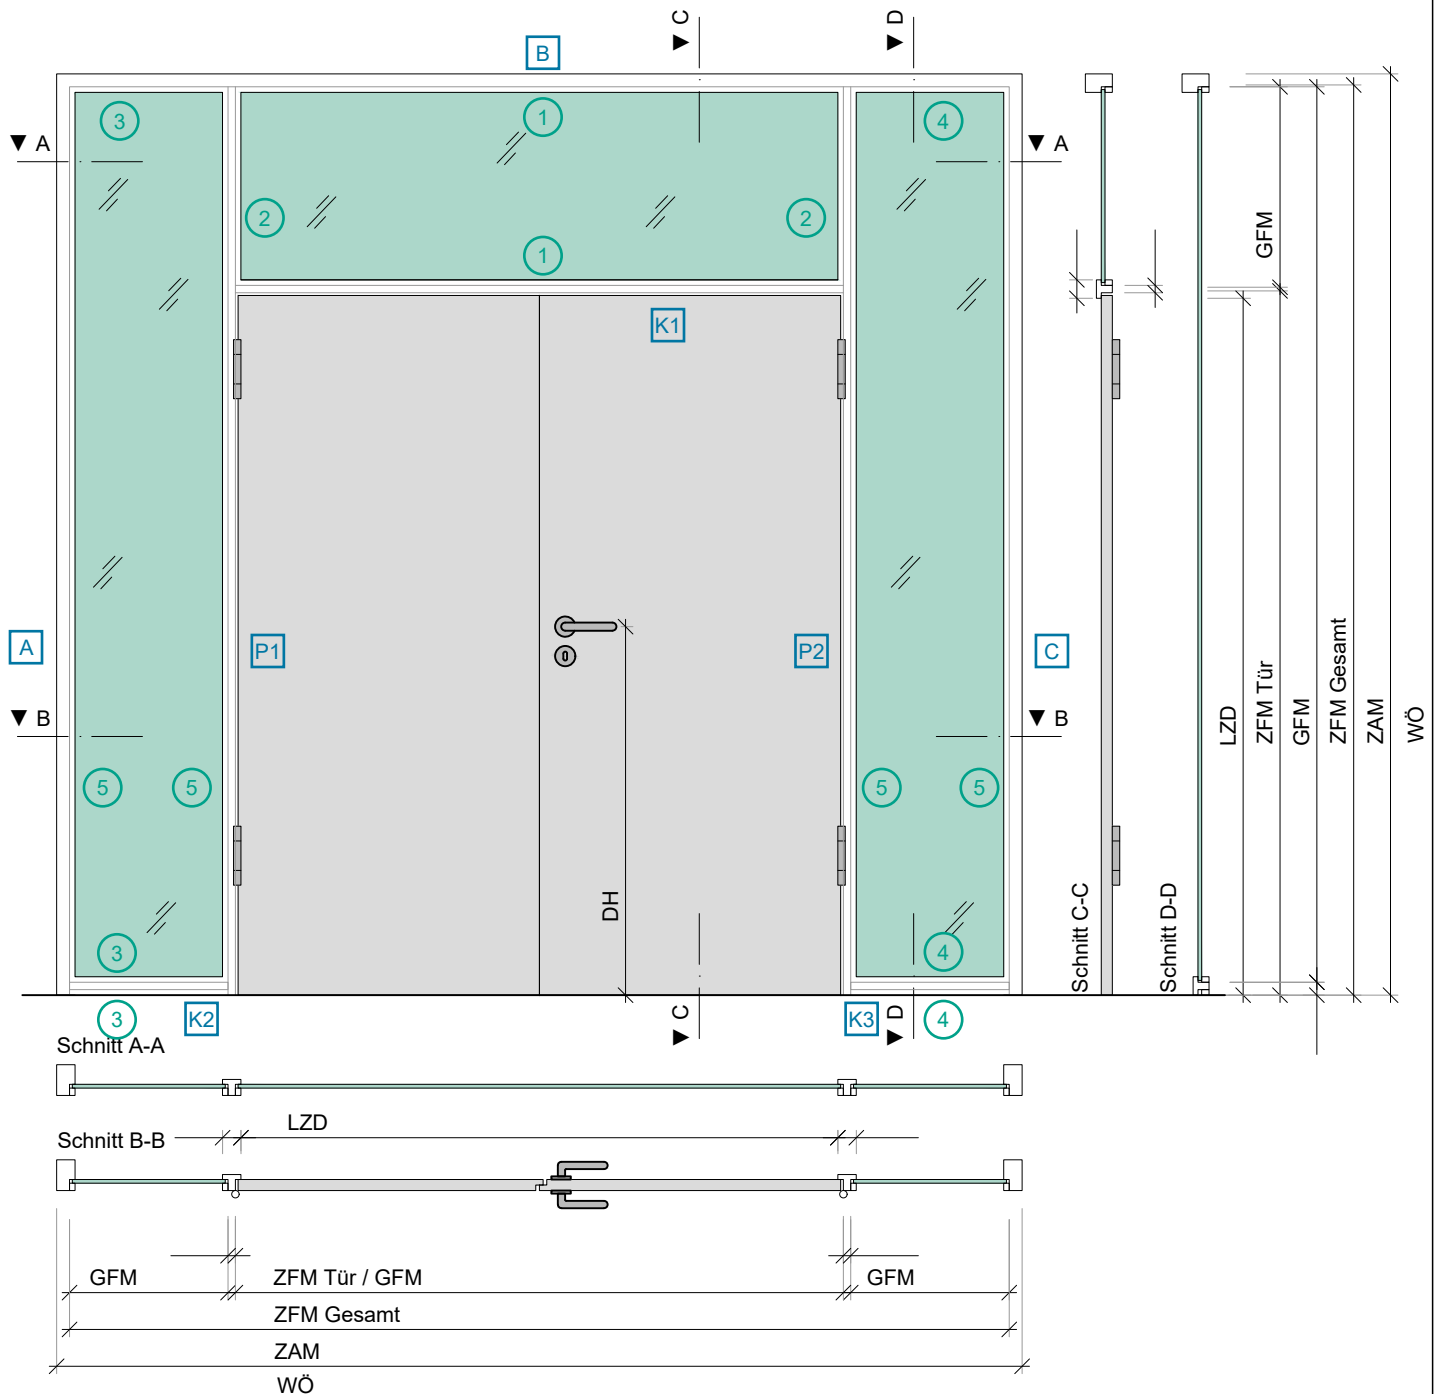 ▼ C
▼ D
B
3
1
4
▼ A
▼ A
2
2
GFM
1
K1
A
P1
P2
C
LZD
ZFM Tür
GFM
ZFM Gesamt
ZAM
WÖ
▼ B
▼ B
5
5
5
5
DH
Schnitt C-C
Schnitt D-D
3
4
3
K2
▼ C
K3
▼ D
4
Schnitt A-A
LZD
Schnitt B-B
GFM
ZFM Tür / GFM
GFM
ZFM Gesamt
ZAM
WÖ